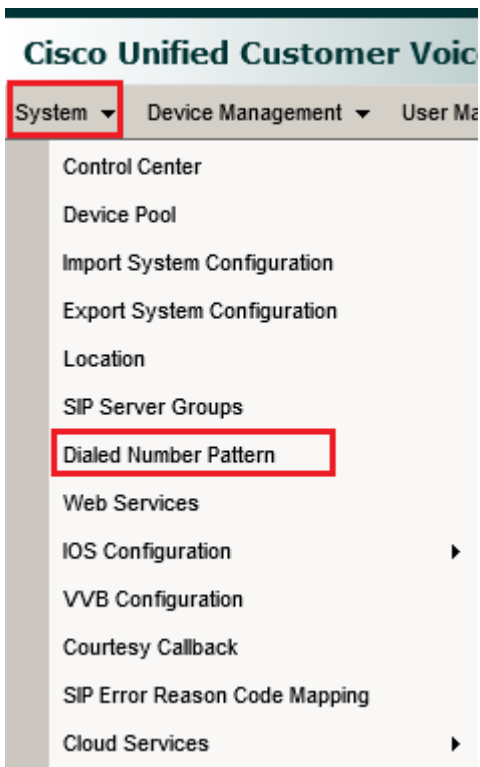 Cisco Unified Customer Voic
System Device Management User Ma
Control Center
Device Pool
Import System Configuration
Export System Configuration
Location
SIP Server Groups
Dialed Number Pattern
Web Services
IOS Configuration
VVB Configuration
Courtesy Callback
SIP Error Reason Code Mapping
Cloud Services